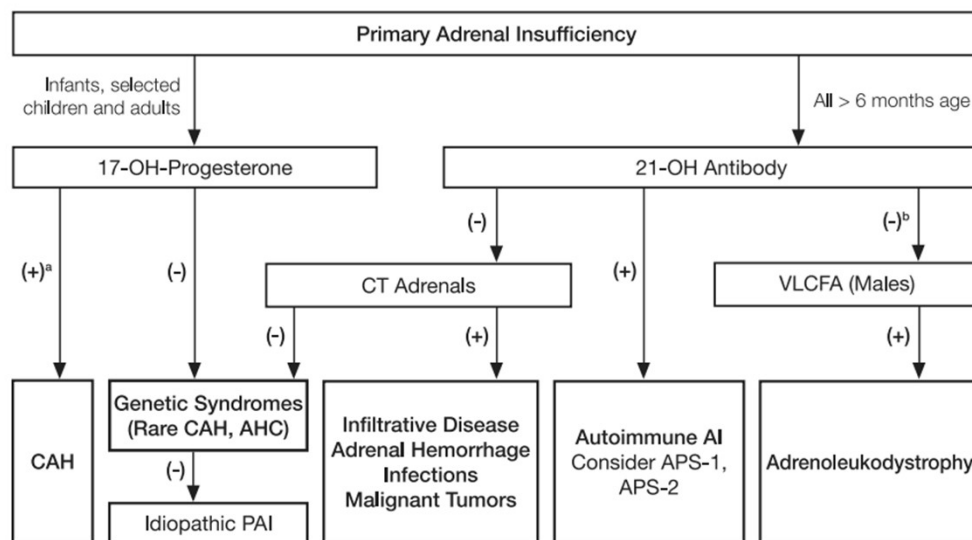 Primary Adrenal Insufficiency
Infants, selected
children and adults
All > 6 months age
17-OH-Progesterone
21-OH Antibody
(+)a
(-)
(-)
(+)
(-)b
CT Adrenals
VLCFA (Males)
(-)
(+)
(+)
CAH
Genetic Syndromes
(Rare CAH, AHC)
(-)
Idiopathic PAI
Infiltrative Disease
Adrenal Hemorrhage
Infections
Malignant Tumors
Autoimmune AI
Consider APS-1,
APS-2
Adrenoleukodystrophy